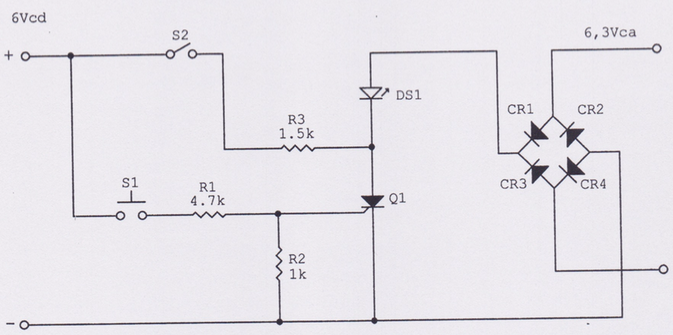 6Vcd
S2
6,3Vca
+
DS1
R3
1.5k
CR1
CR2
S1
R1
4.7k
Q1
CR3
CR4
R2
1k
-